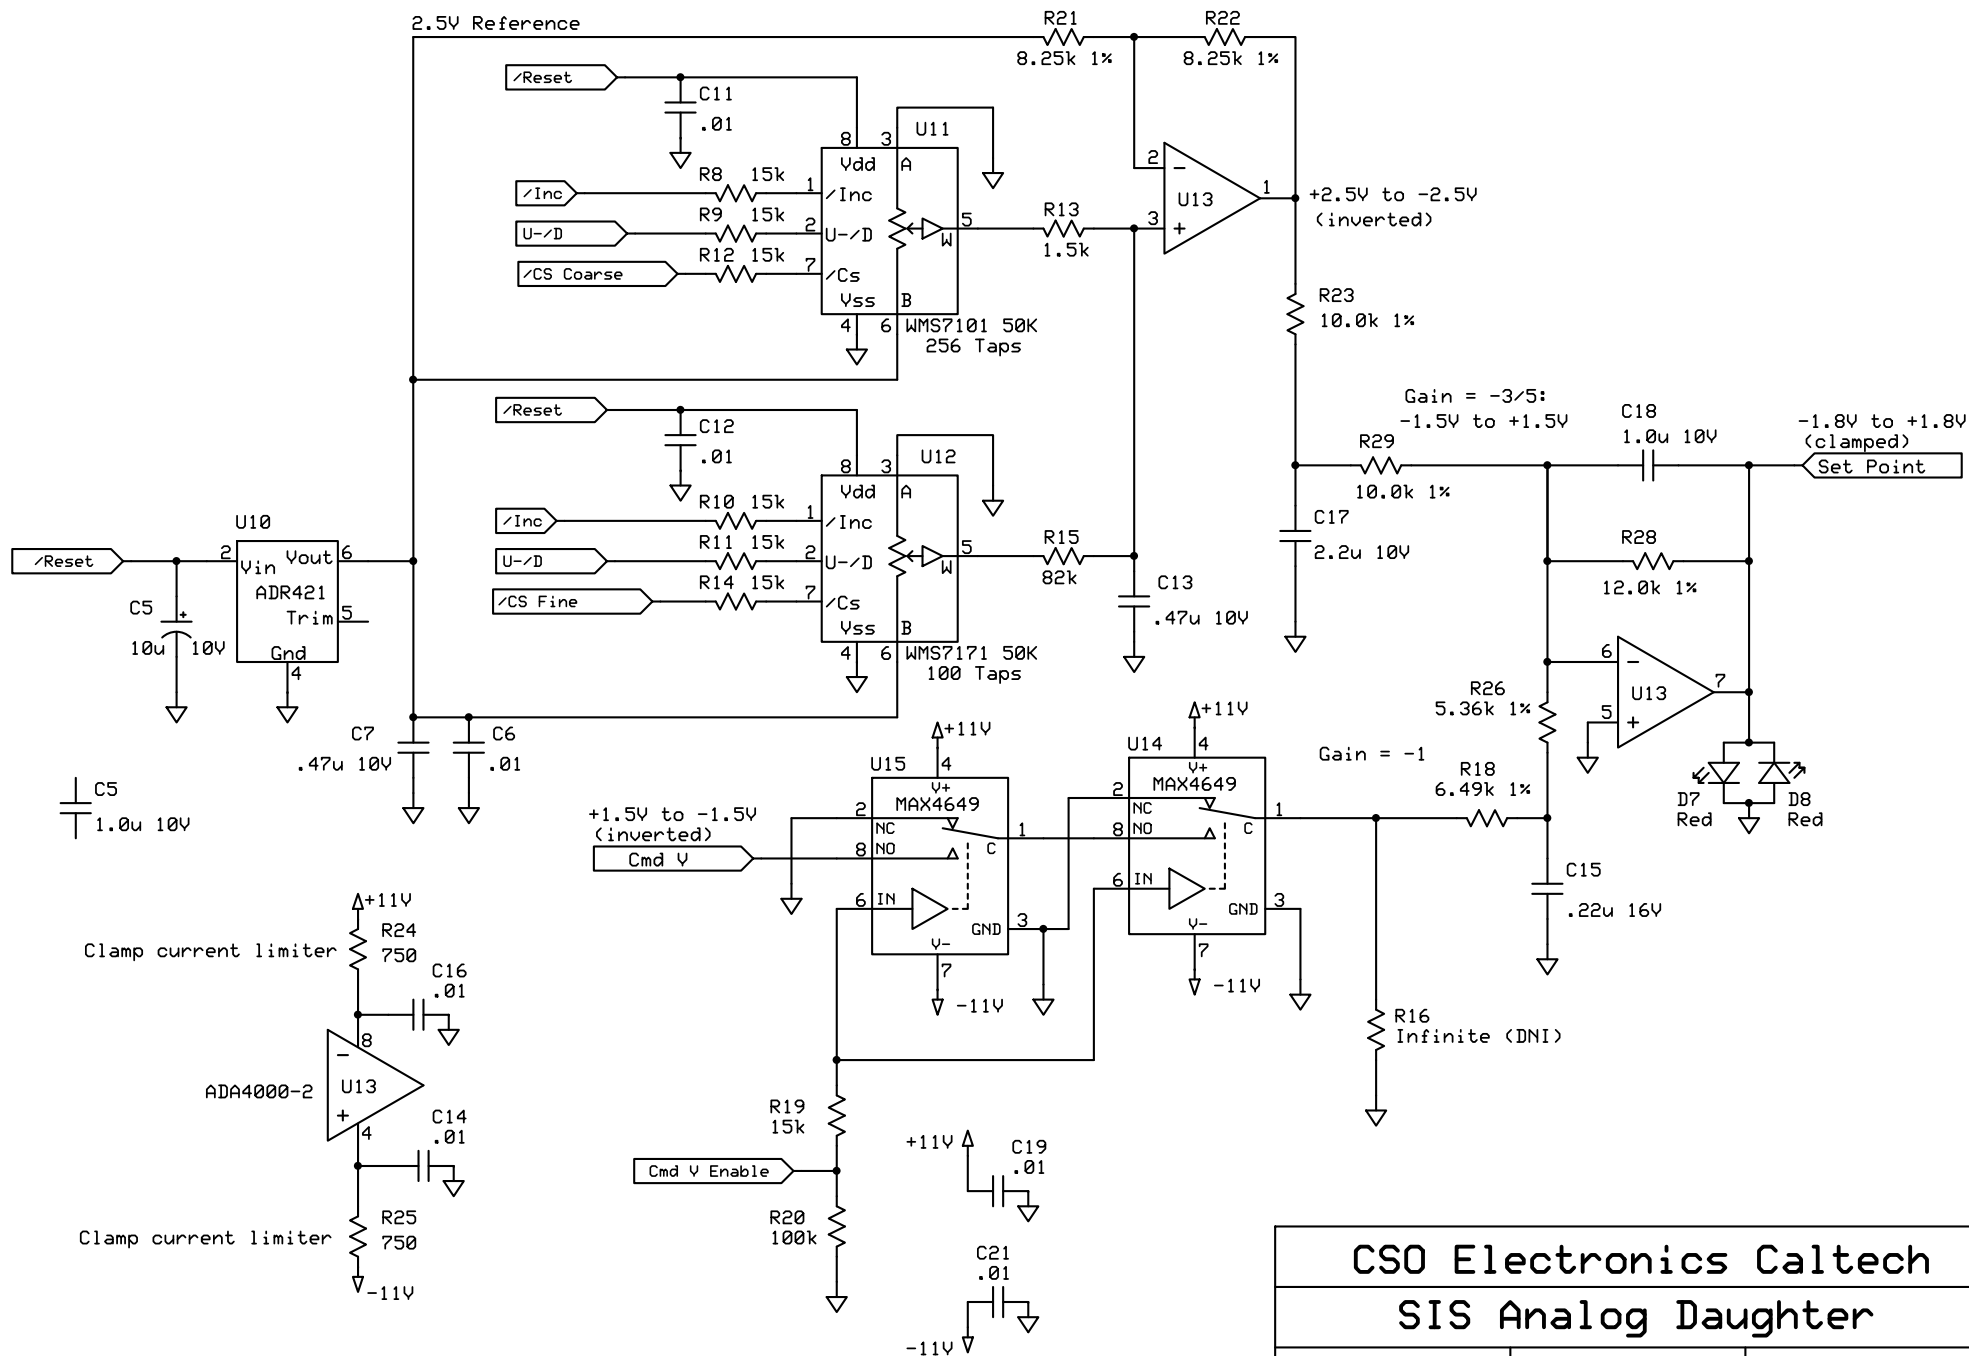 2.5V Reference
R21
8.25k 1%
R22
8.25k 1%
/Reset
C11
.01
U11
8
3
Vdd
A
R8 15k
1
/Inc
/Inc
R9 15k
2
U-/D
U-/D
R12 15k
7
/CS Coarse
/Cs
5
W
Vss
B
4
6
WMS7101 50K
256 Taps
R13
1.5k
2
-
U13
3
+
1
+2.5V to -2.5V
(inverted)
R23
10.0k 1%
/Reset
C12
.01
U12
8
3
Vdd
A
R10 15k
1
/Inc
/Inc
R11 15k
2
U-/D
U-/D
R14 15k
7
/CS Fine
/Cs
5
W
Vss
B
4
6
WMS7171 50K
100 Taps
R15
82k
C13
.47u 10V
Gain = -3/5:
-1.5V to +1.5V
R29
10.0k 1%
C17
2.2u 10V
C18
1.0u 10V
-1.8V to +1.8V
(clamped)
Set Point
R28
12.0k 1%
6
-
U13
5
+
7
R26
5.36k 1%
D7
Red
D8
Red
U10
/Reset
2
Vin
Vout
6
ADR421
Trim
5
Gnd
4
C5
+
10u 10V
C7
.47u 10V
C6
.01
C5
1.0u 10V
+11V
U15
4
V+
MAX4649
+1.5V to -1.5V
(inverted)
Cmd V
2
NC
8
NO
1
C
6
IN
GND
3
V-
7
-11V
+11V
U14
4
V+
MAX4649
2
NC
8
NO
1
C
6
IN
GND
3
V-
7
-11V
Gain = -1
R18
6.49k 1%
C15
.22u 16V
R16
Infinite (DNI)
+11V
R24
750
Clamp current limiter
C16
.01
8
-
U13
+
ADA4000-2
4
C14
.01
R25
750
Clamp current limiter
-11V
R19
15k
Cmd V Enable
R20
100k
+11V
C19
.01
C21
.01
-11V
CSO Electronics Caltech
SIS Analog Daughter